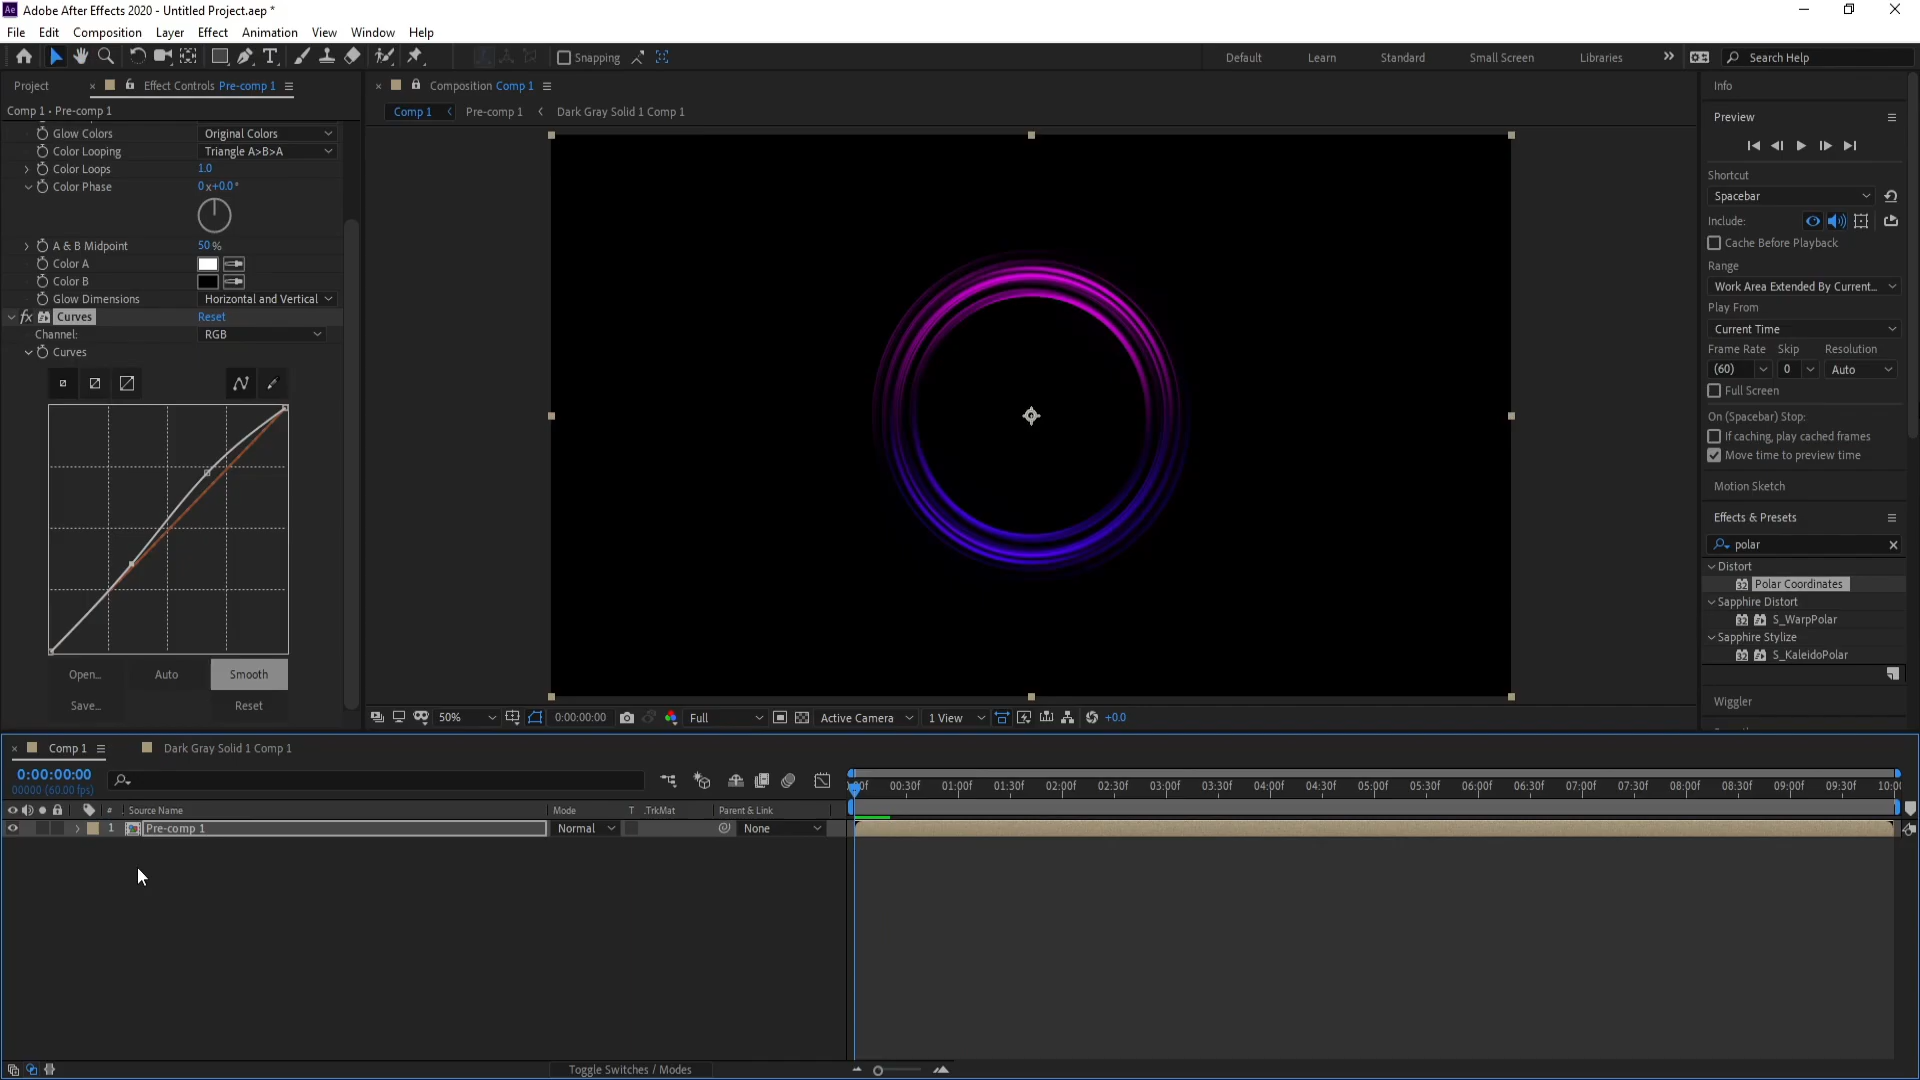 Adobe After Effects 2020 - Untitled Project.aep *
File Edit Composition Layer Effect Animation View Window Help
Snapping
Default Learn Standard Small Screen Libraries Search Help
Project Effect Controls Pre-comp 1
Comp 1 • Pre-comp 1
Glow Colors Original Colors
Color Looping Triangle A>B>A
Color Loops 1.0
Color Phase 0x+0.0°
A & B Midpoint 50%
Color A
Color B
Glow Dimensions Horizontal and Vertical
fx Curves Reset
Channel: RGB
Curves
Open... Auto Smooth
Save... Reset
Composition Comp 1
Comp 1 Pre-comp 1 Dark Gray Solid 1 Comp 1
50% 0:00:00:00 Full Active Camera 1 View +0.0
Info
Preview
Shortcut
Spacebar
Include:
Cache Before Playback
Range
Work Area Extended By Current...
Play From
Current Time
Frame Rate Skip Resolution
(60) 0 Auto
Full Screen
On (Spacebar) Stop:
If caching, play cached frames
Move time to preview time
Motion Sketch
Effects & Presets
polar
Distort
32 Polar Coordinates
Sapphire Distort
32 S_WarpPolar
Sapphire Stylize
32 S_KaleidoPolar
Wiggler
Comp 1 Dark Gray Solid 1 Comp 1
0:00:00:00
00000 (60.00 fps)
00:30f 01:00f 01:30f 02:00f 02:30f 03:00f 03:30f 04:00f 04:30f 05:00f 05:30f 06:00f 06:30f 07:00f 07:30f 08:00f 08:30f 09:00f 09:30f 10:00
# Source Name Mode T .TrkMat Parent & Link
1 Pre-comp 1 Normal None
Toggle Switches / Modes